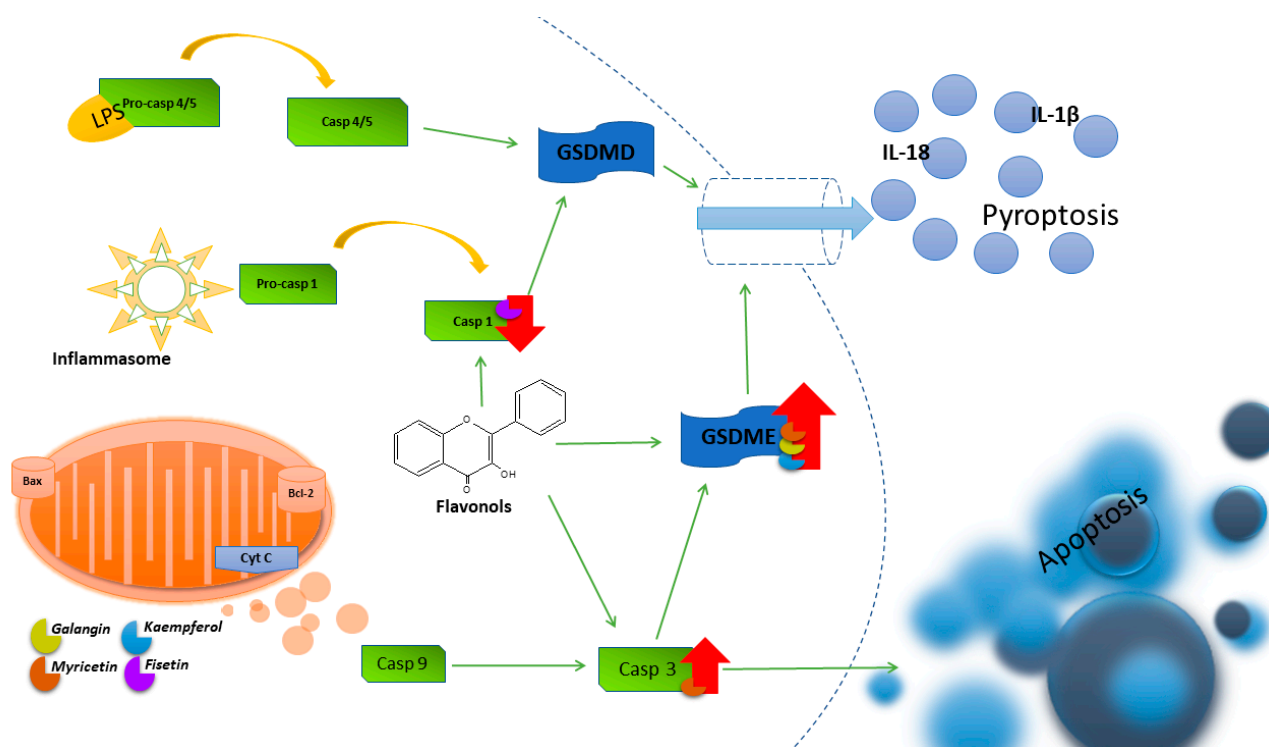 LPS
Pro-casp 4/5
Casp 4/5
GSDMD
IL-1β
IL-18
Pyroptosis
Pro-casp 1
Inflammasome
Casp 1
O
OH
O
Flavonols
GSDME
Bax
Bcl-2
Cyt C
Apoptosis
Galangin
Kaempferol
Myricetin
Fisetin
Casp 9
Casp 3